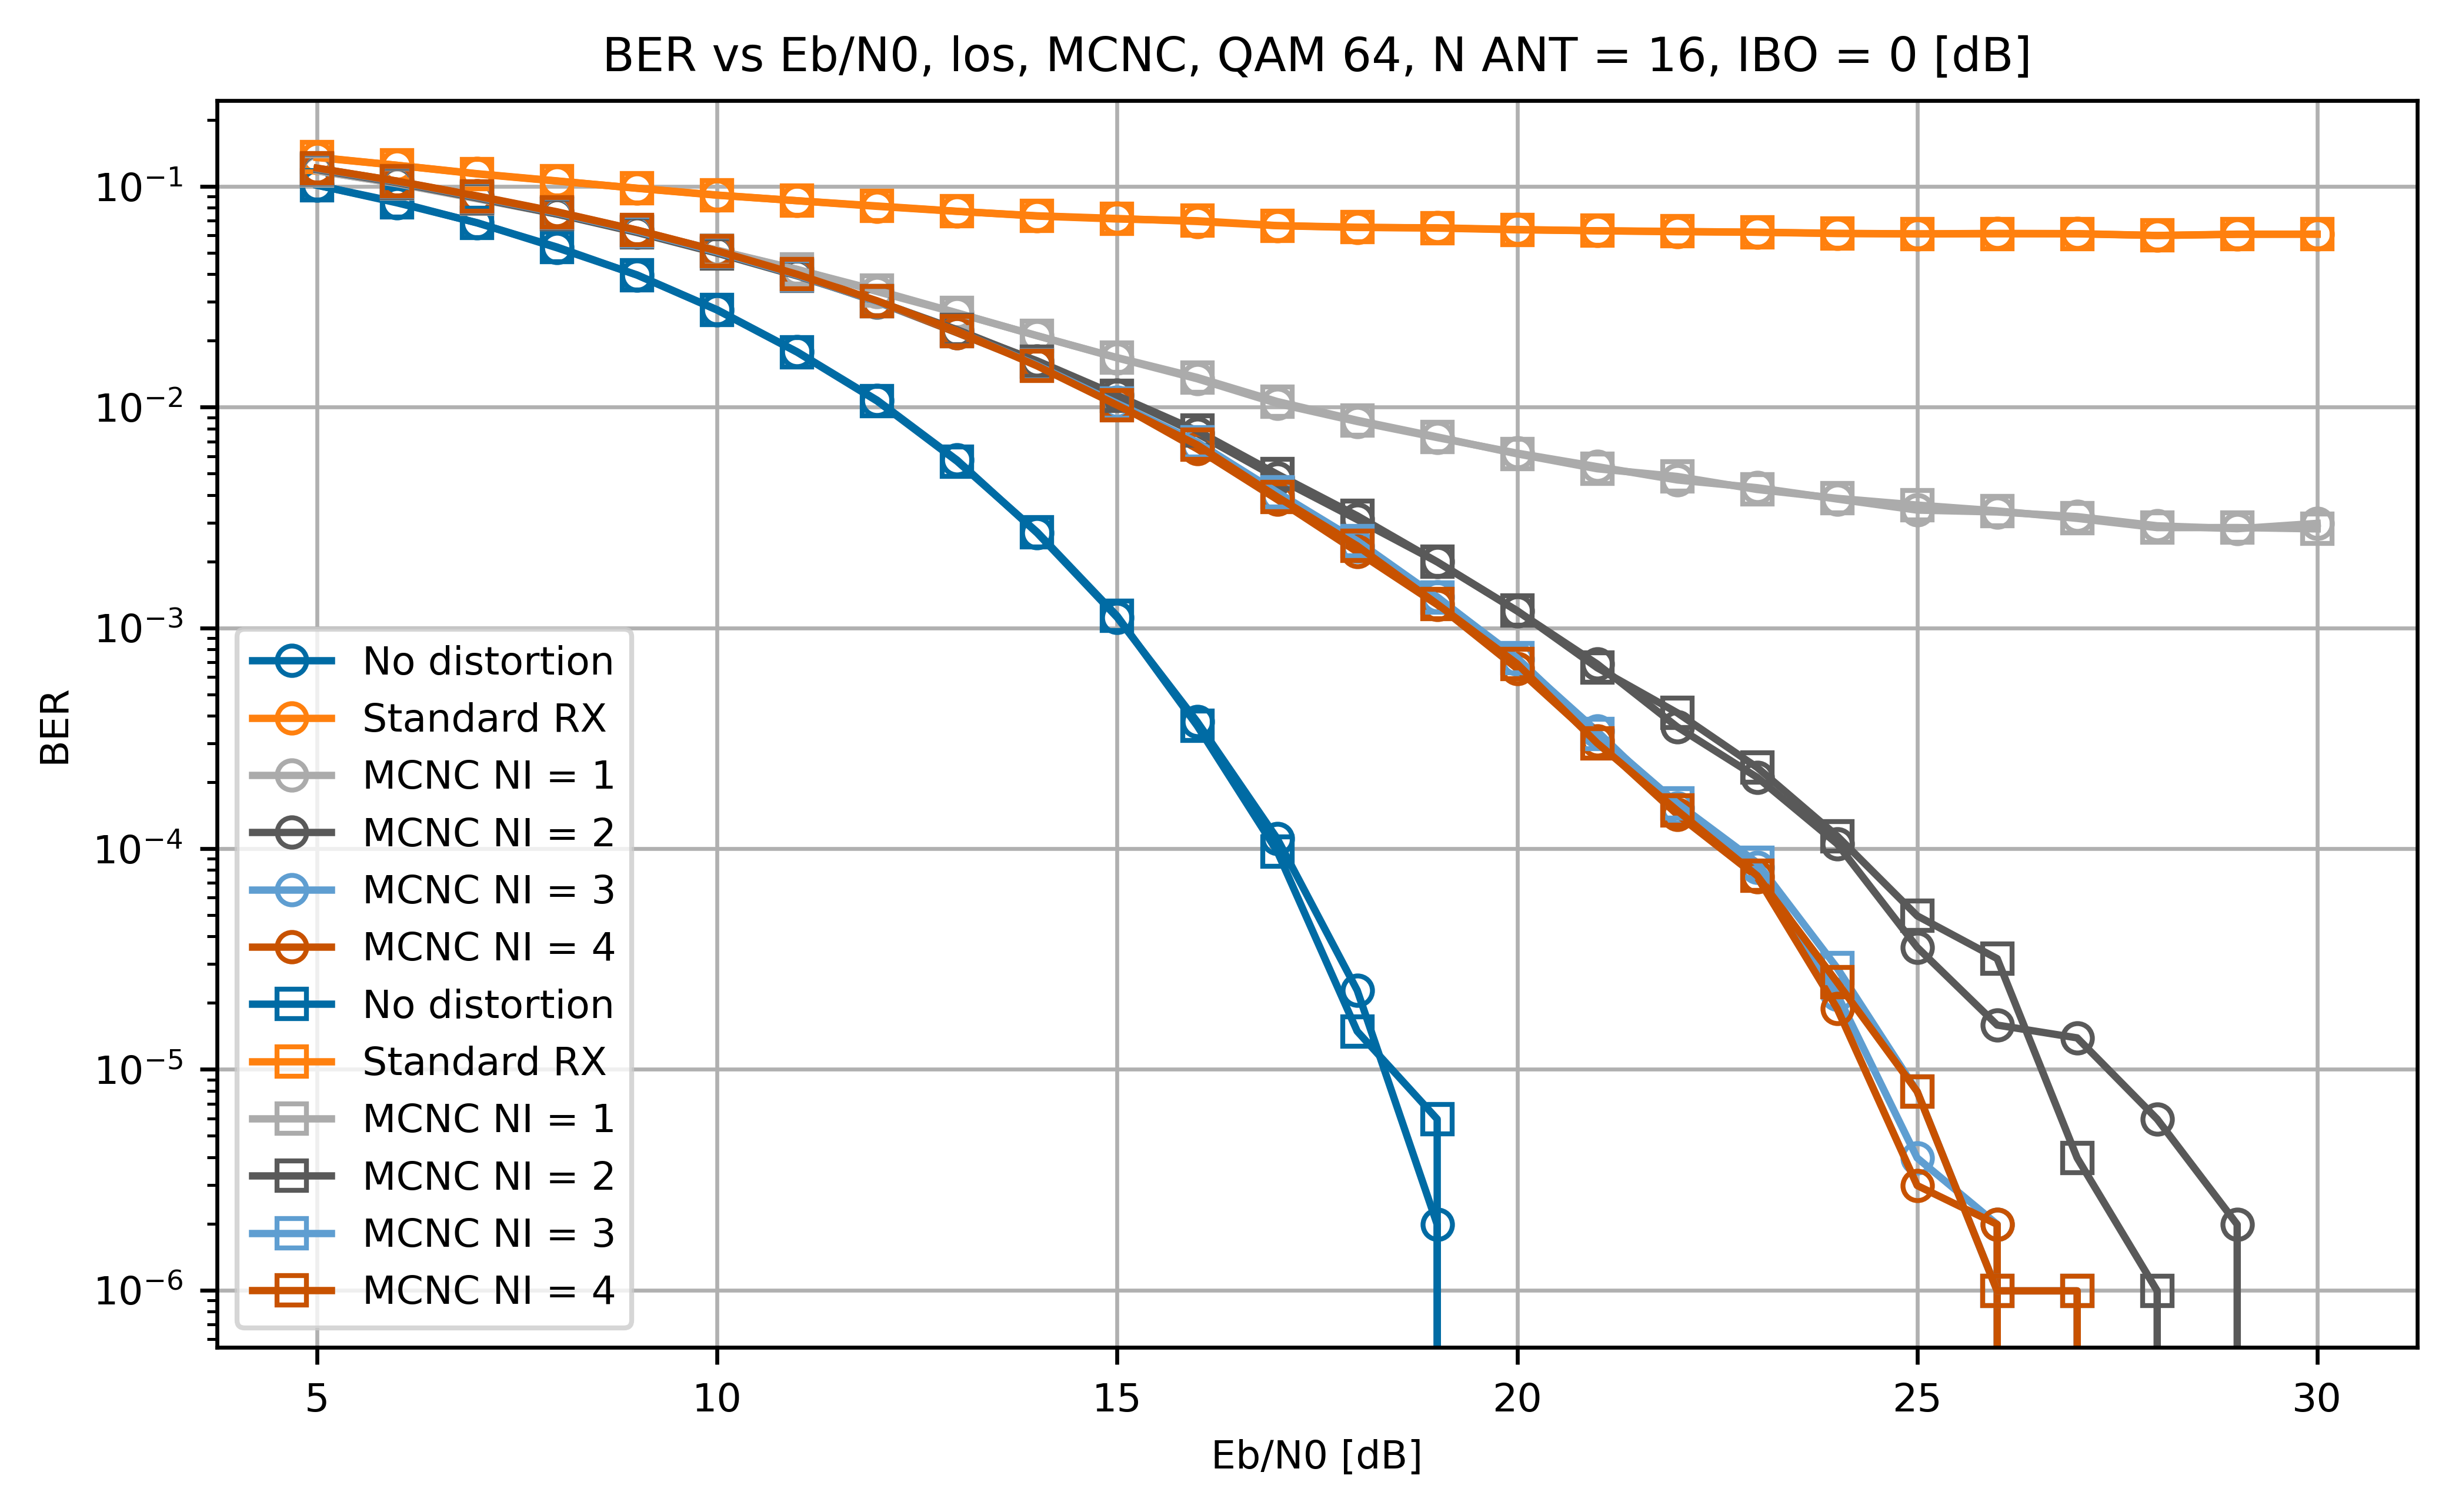 BER vs Eb/N0, los, MCNC, QAM 64, N ANT = 16, IBO = 0 [dB]
BER
10⁻¹
10⁻²
10⁻³
10⁻⁴
10⁻⁵
10⁻⁶
No distortion
Standard RX
MCNC NI = 1
MCNC NI = 2
MCNC NI = 3
MCNC NI = 4
No distortion
Standard RX
MCNC NI = 1
MCNC NI = 2
MCNC NI = 3
MCNC NI = 4
5 10 15 20 25 30
Eb/N0 [dB]